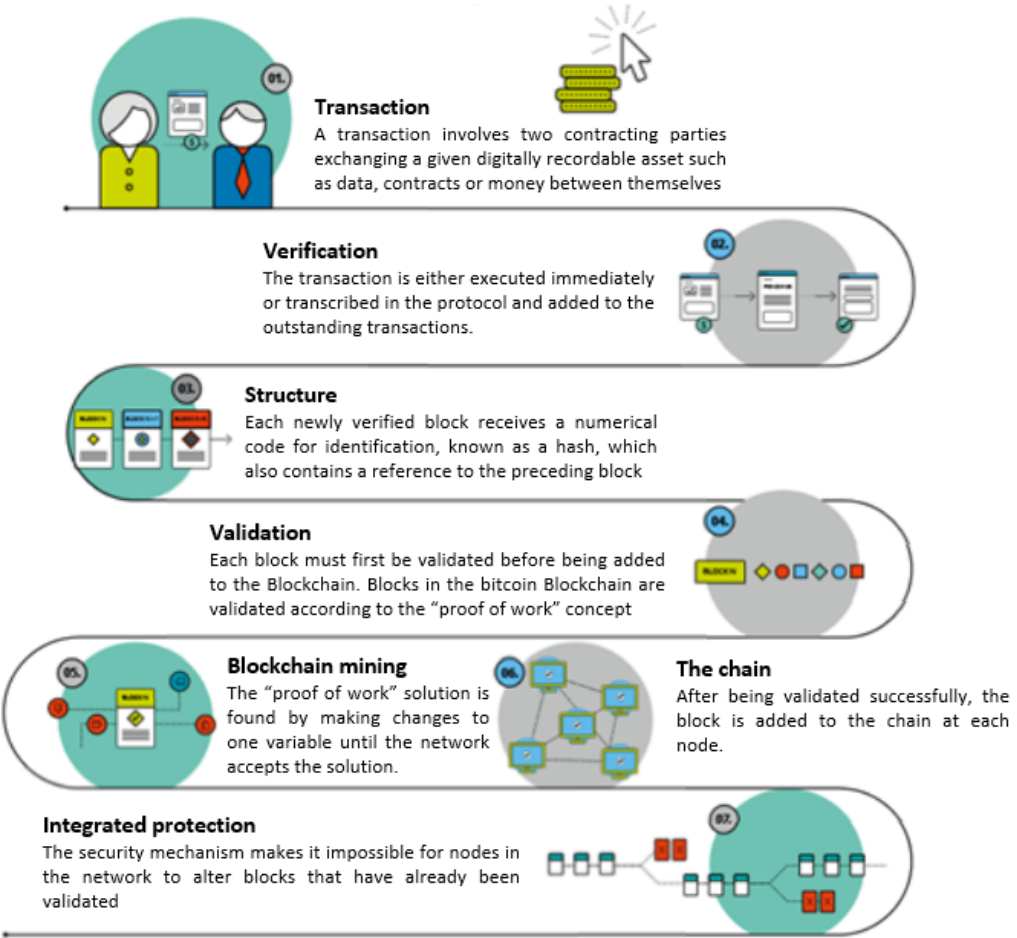 01.
Transaction
A transaction involves two contracting parties
exchanging a given digitally recordable asset such
as data, contracts or money between themselves
Verification
02.
The transaction is either executed immediately
or transcribed in the protocol and added to the
outstanding transactions.
03.
Structure
Each newly verified block receives a numerical
code for identification, known as a hash, which
also contains a reference to the preceding block
04.
Validation
Each block must first be validated before being added
to the Blockchain. Blocks in the bitcoin Blockchain are
validated according to the “proof of work” concept
BLOCK N
05.
Blockchain mining
The “proof of work” solution is
found by making changes to
one variable until the network
accepts the solution.
06.
The chain
After being validated successfully, the
block is added to the chain at each
node.
07.
Integrated protection
The security mechanism makes it impossible for nodes in
the network to alter blocks that have already been
validated